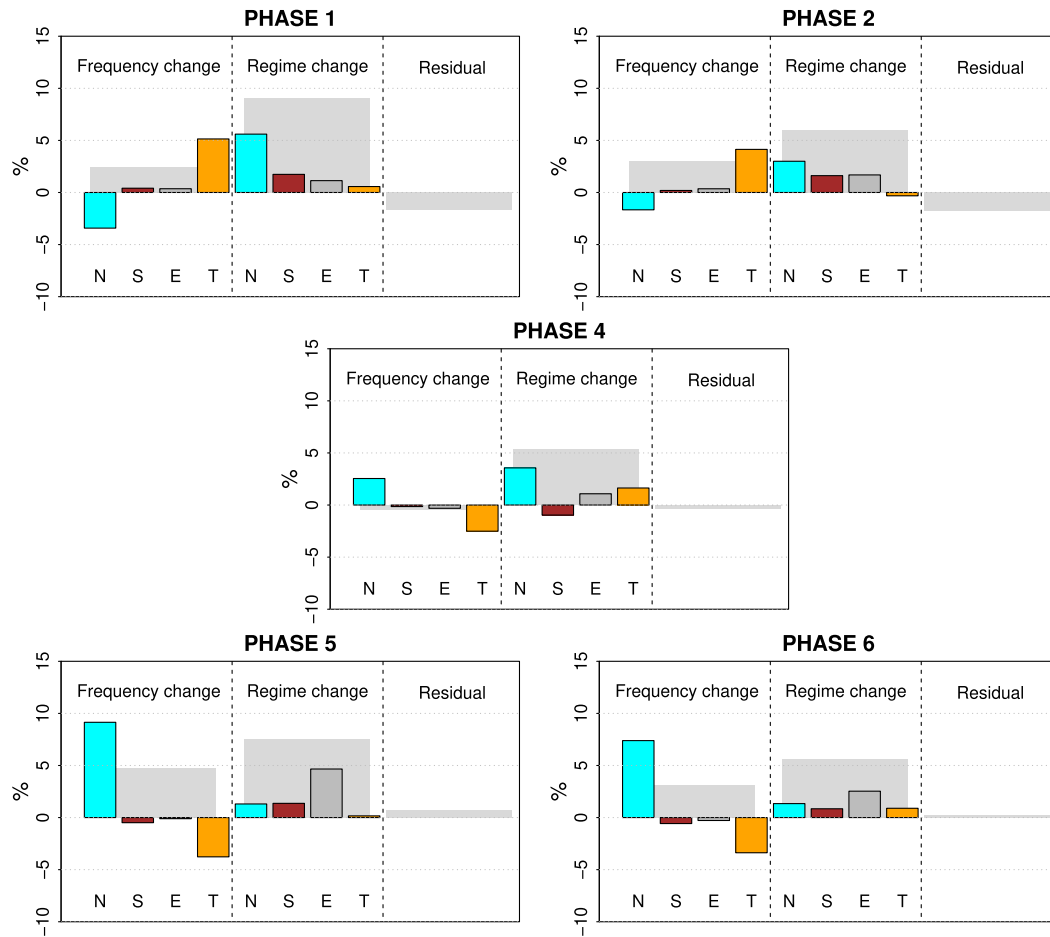 PHASE 1
15
10
5
0
−5
−10
%
Frequency change
Regime change
Residual
N S E T N S E T
PHASE 2
15
10
5
0
−5
−10
%
Frequency change
Regime change
Residual
N S E T N S E T
PHASE 4
15
10
5
0
−5
−10
%
Frequency change
Regime change
Residual
N S E T N S E T
PHASE 5
15
10
5
0
−5
−10
%
Frequency change
Regime change
Residual
N S E T N S E T
PHASE 6
15
10
5
0
−5
−10
%
Frequency change
Regime change
Residual
N S E T N S E T